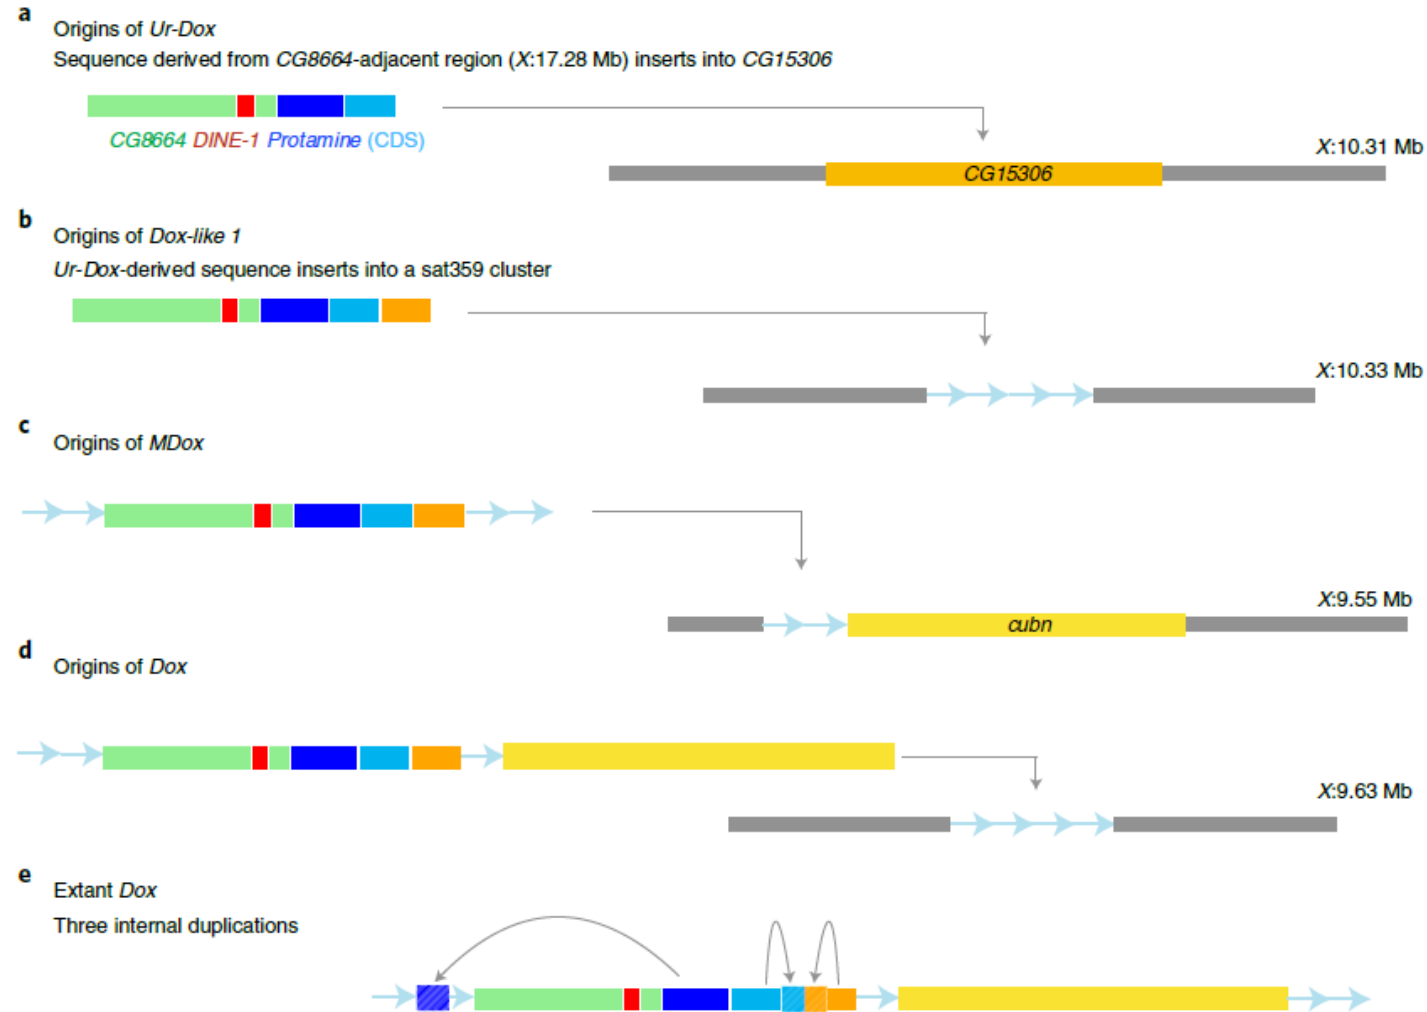 a
Origins of Ur-Dox
Sequence derived from CG8664-adjacent region (X:17.28 Mb) inserts into CG15306
CG8664 DINE-1 Protamine (CDS)
X:10.31 Mb
CG15306
b
Origins of Dox-like 1
Ur-Dox-derived sequence inserts into a sat359 cluster
X:10.33 Mb
c
Origins of MDox
X:9.55 Mb
cubn
d
Origins of Dox
X:9.63 Mb
e
Extant Dox
Three internal duplications